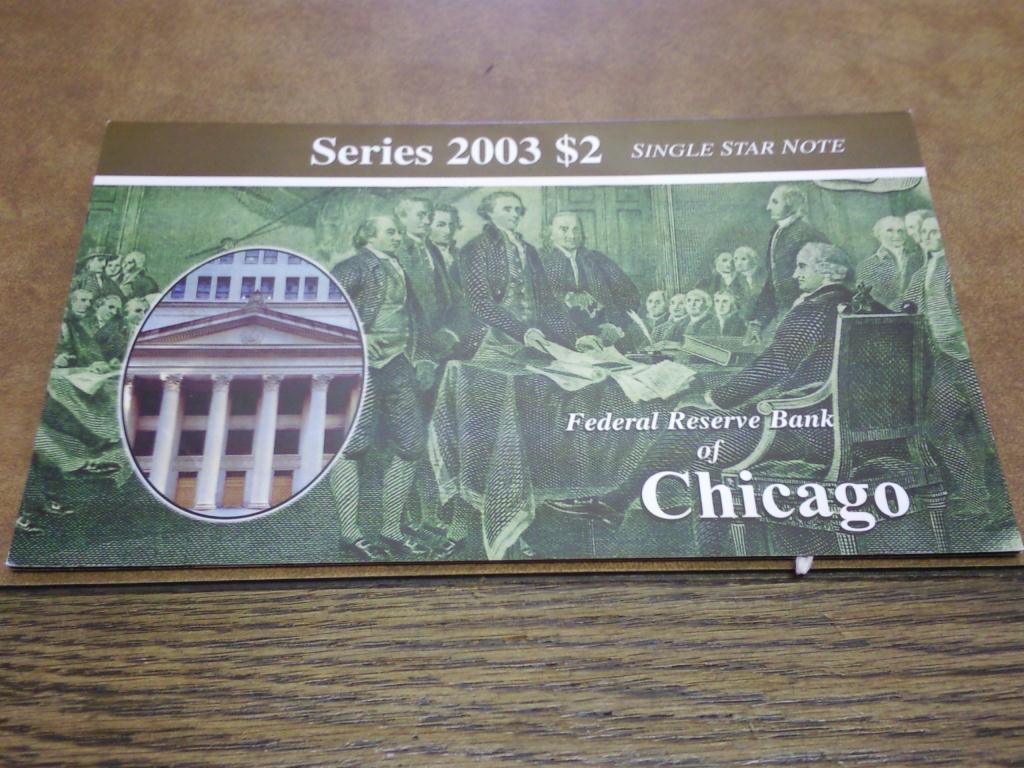 Series 2003 $2 SINGLE STAR NOTE
Federal Reserve Bank
of
Chicago